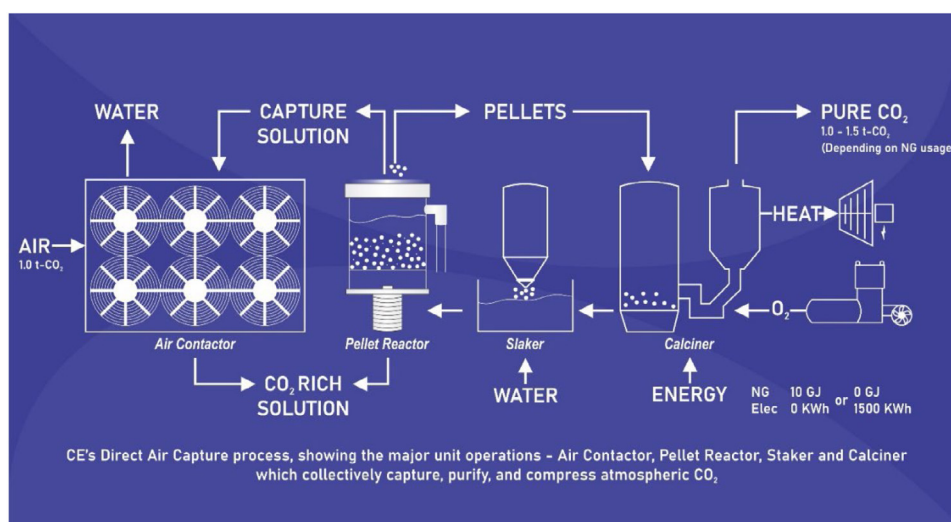 WATER
CAPTURE
SOLUTION
PELLETS
PURE CO₂
1.0 - 1.5 t-CO₂
(Depending on NG usage
AIR
1.0 t-CO₂
HEAT
O₂
Air Contactor
Pellet Reactor
Slaker
Calciner
CO₂ RICH
SOLUTION
WATER
ENERGY
NG 10 GJ or 0 GJ
Elec 0 KWh 1500 KWh
CE's Direct Air Capture process, showing the major unit operations - Air Contactor, Pellet Reactor, Staker and Calciner
which collectively capture, purify, and compress atmospheric CO₂